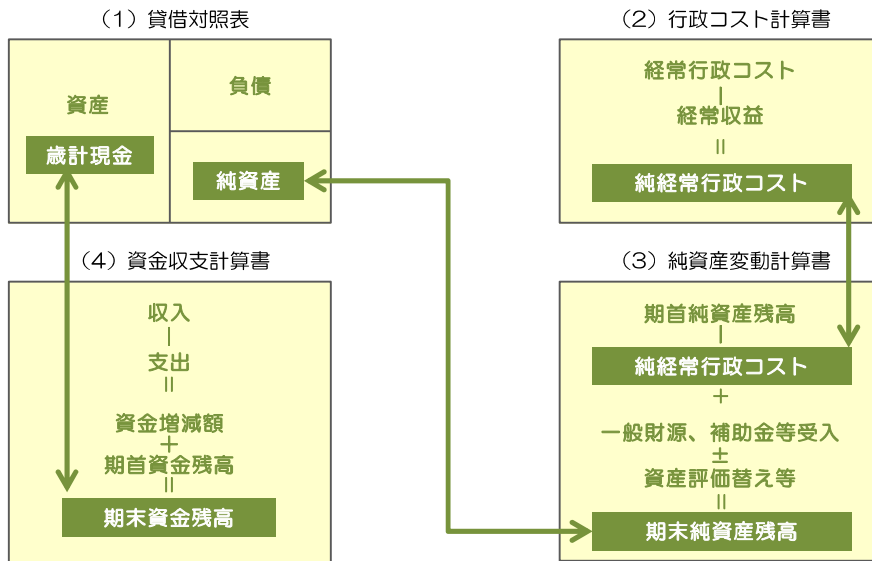 （1）貸借対照表
資産
歳計現金
負債
純資産
（2）行政コスト計算書
経常行政コスト
－
経常収益
＝
純経常行政コスト
（4）資金収支計算書
収入
－
支出
＝
資金増減額
＋
期首資金残高
＝
期末資金残高
（3）純資産変動計算書
期首純資産残高
－
純経常行政コスト
＋
一般財源、補助金等受入
±
資産評価替え等
＝
期末純資産残高